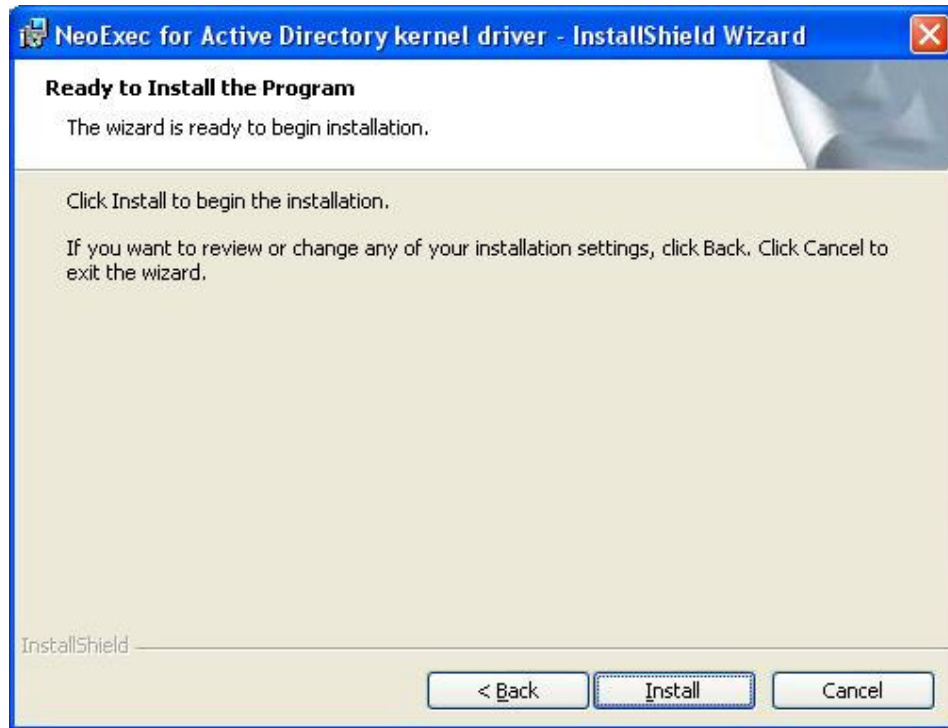 NeoExec for Active Directory kernel driver - InstallShield Wizard
Ready to Install the Program
The wizard is ready to begin installation.
Click Install to begin the installation.
If you want to review or change any of your installation settings, click Back. Click Cancel to
exit the wizard.
InstallShield
< Back Install Cancel